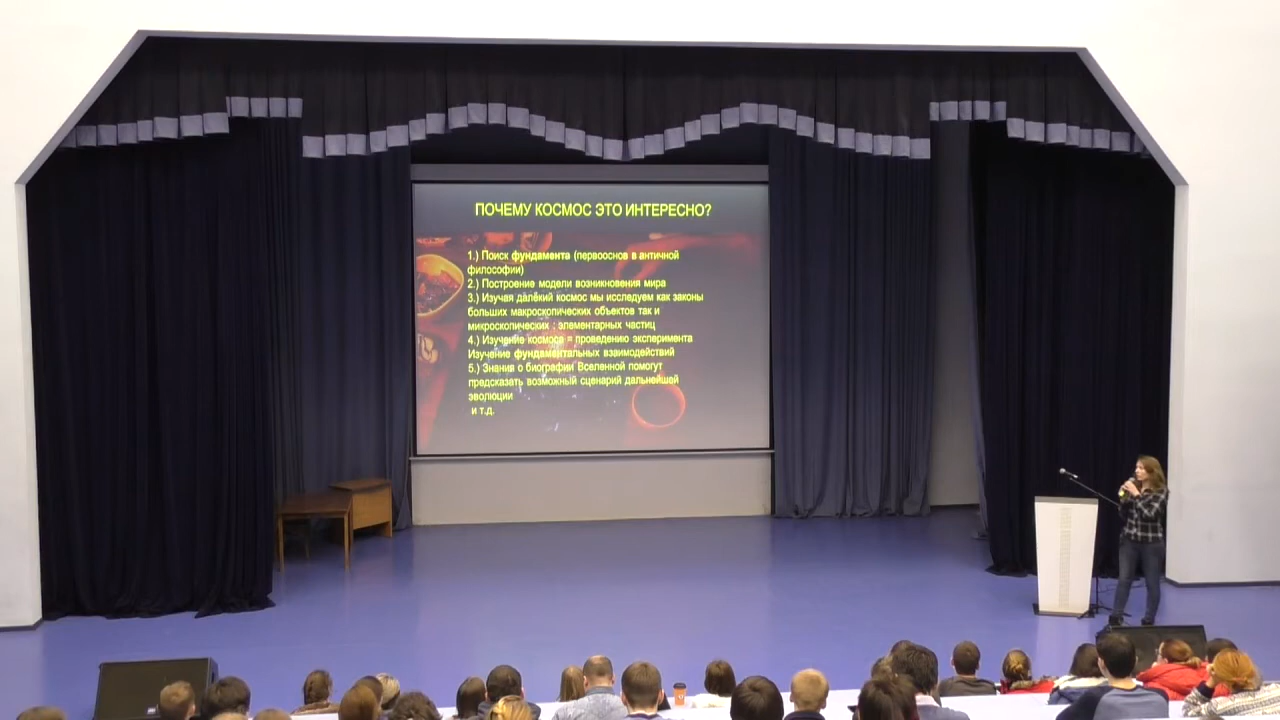 ПОЧЕМУ КОСМОС ЭТО ИНТЕРЕСНО?
1.) Поиск фундамента (первооснов в античной
философии)
2.) Построение модели возникновения мира
3.) Изучая далёкий космос мы исследуем как законы
больших макроскопических объектов так и
микроскопических : элементарных частиц
4.) Изучение космоса = проведению эксперимента
Изучение фундаментальных взаимодействий
5.) Знания о биографии Вселенной помогут
предсказать возможный сценарий дальнейшей
эволюции
и т.д.